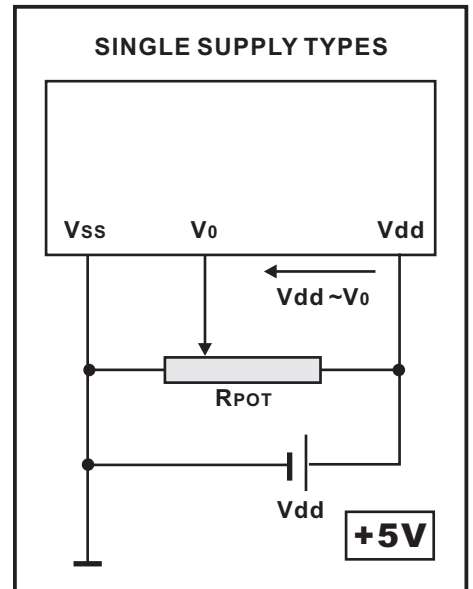 SINGLE SUPPLY TYPES
Vss V0 Vdd
Vdd ~V0
RPOT
Vdd
+5V